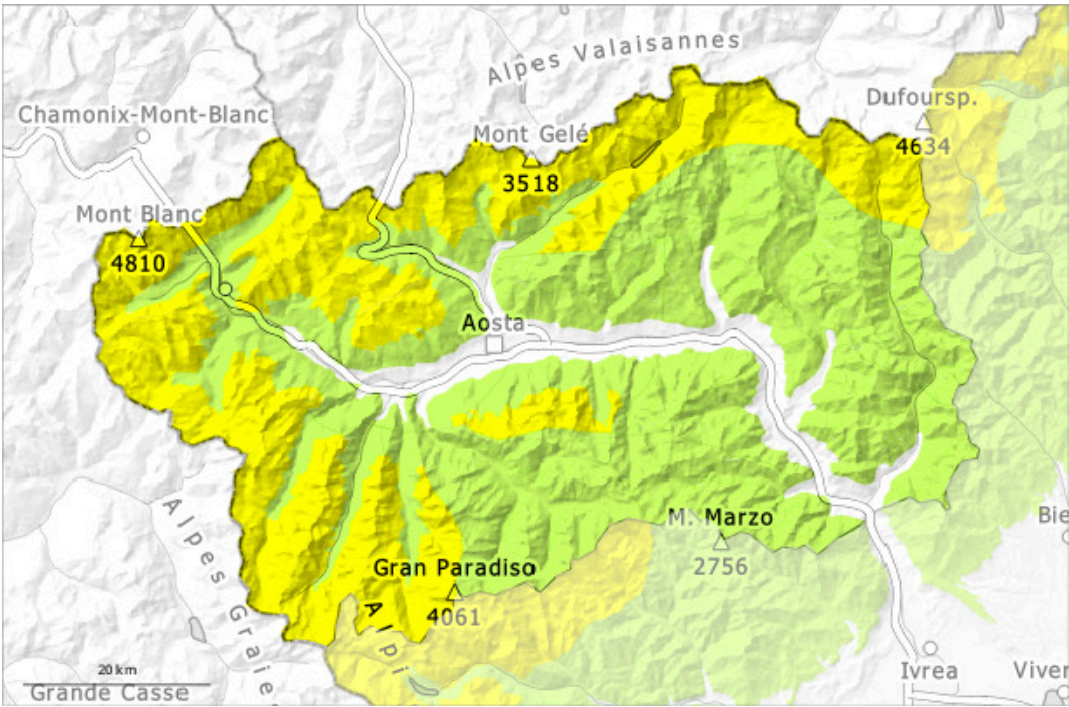 Alpes Valaisannes
Dufoursp.
4634
Chamonix-Mont-Blanc
Mont Gelé
3518
Mont Blanc
4810
Aosta
M. Marzo
2756
Bie
Gran Paradiso
4061
Alpes Graie
Alpi
20 km
Grande Casse
Ivrea
Viver